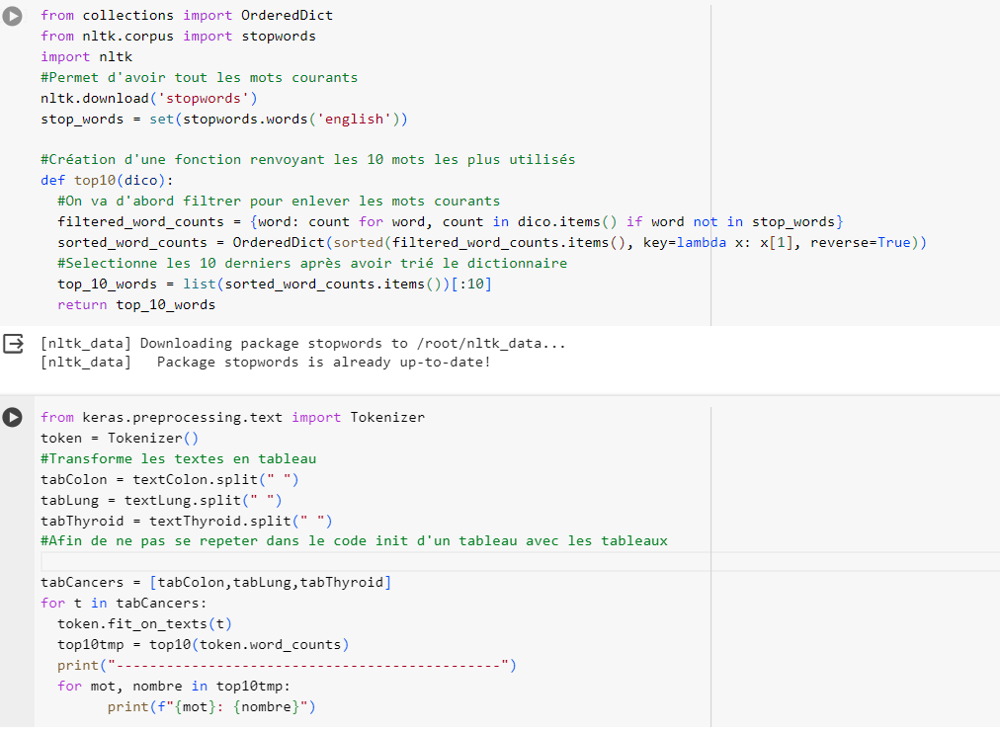 from collections import OrderedDict
from nltk.corpus import stopwords
import nltk
#Permet d'avoir tout les mots courants
nltk.download('stopwords')
stop_words = set(stopwords.words('english'))

#Création d'une fonction renvoyant les 10 mots les plus utilisés
def top10(dico):
  #On va d'abord filtrer pour enlever les mots courants
  filtered_word_counts = {word: count for word, count in dico.items() if word not in stop_words}
  sorted_word_counts = OrderedDict(sorted(filtered_word_counts.items(), key=lambda x: x[1], reverse=True))
  #Selectionne les 10 derniers après avoir trié le dictionnaire
  top_10_words = list(sorted_word_counts.items())[:10]
  return top_10_words
[nltk_data] Downloading package stopwords to /root/nltk_data...
[nltk_data]   Package stopwords is already up-to-date!
from keras.preprocessing.text import Tokenizer
token = Tokenizer()
#Transforme les textes en tableau
tabColon = textColon.split(" ")
tabLung = textLung.split(" ")
tabThyroid = textThyroid.split(" ")
#Afin de ne pas se repeter dans le code init d'un tableau avec les tableaux

tabCancers = [tabColon,tabLung,tabThyroid]
for t in tabCancers:
  token.fit_on_texts(t)
  top10tmp = top10(token.word_counts)
  print("----------------------------------------------")
  for mot, nombre in top10tmp:
        print(f"{mot}: {nombre}")